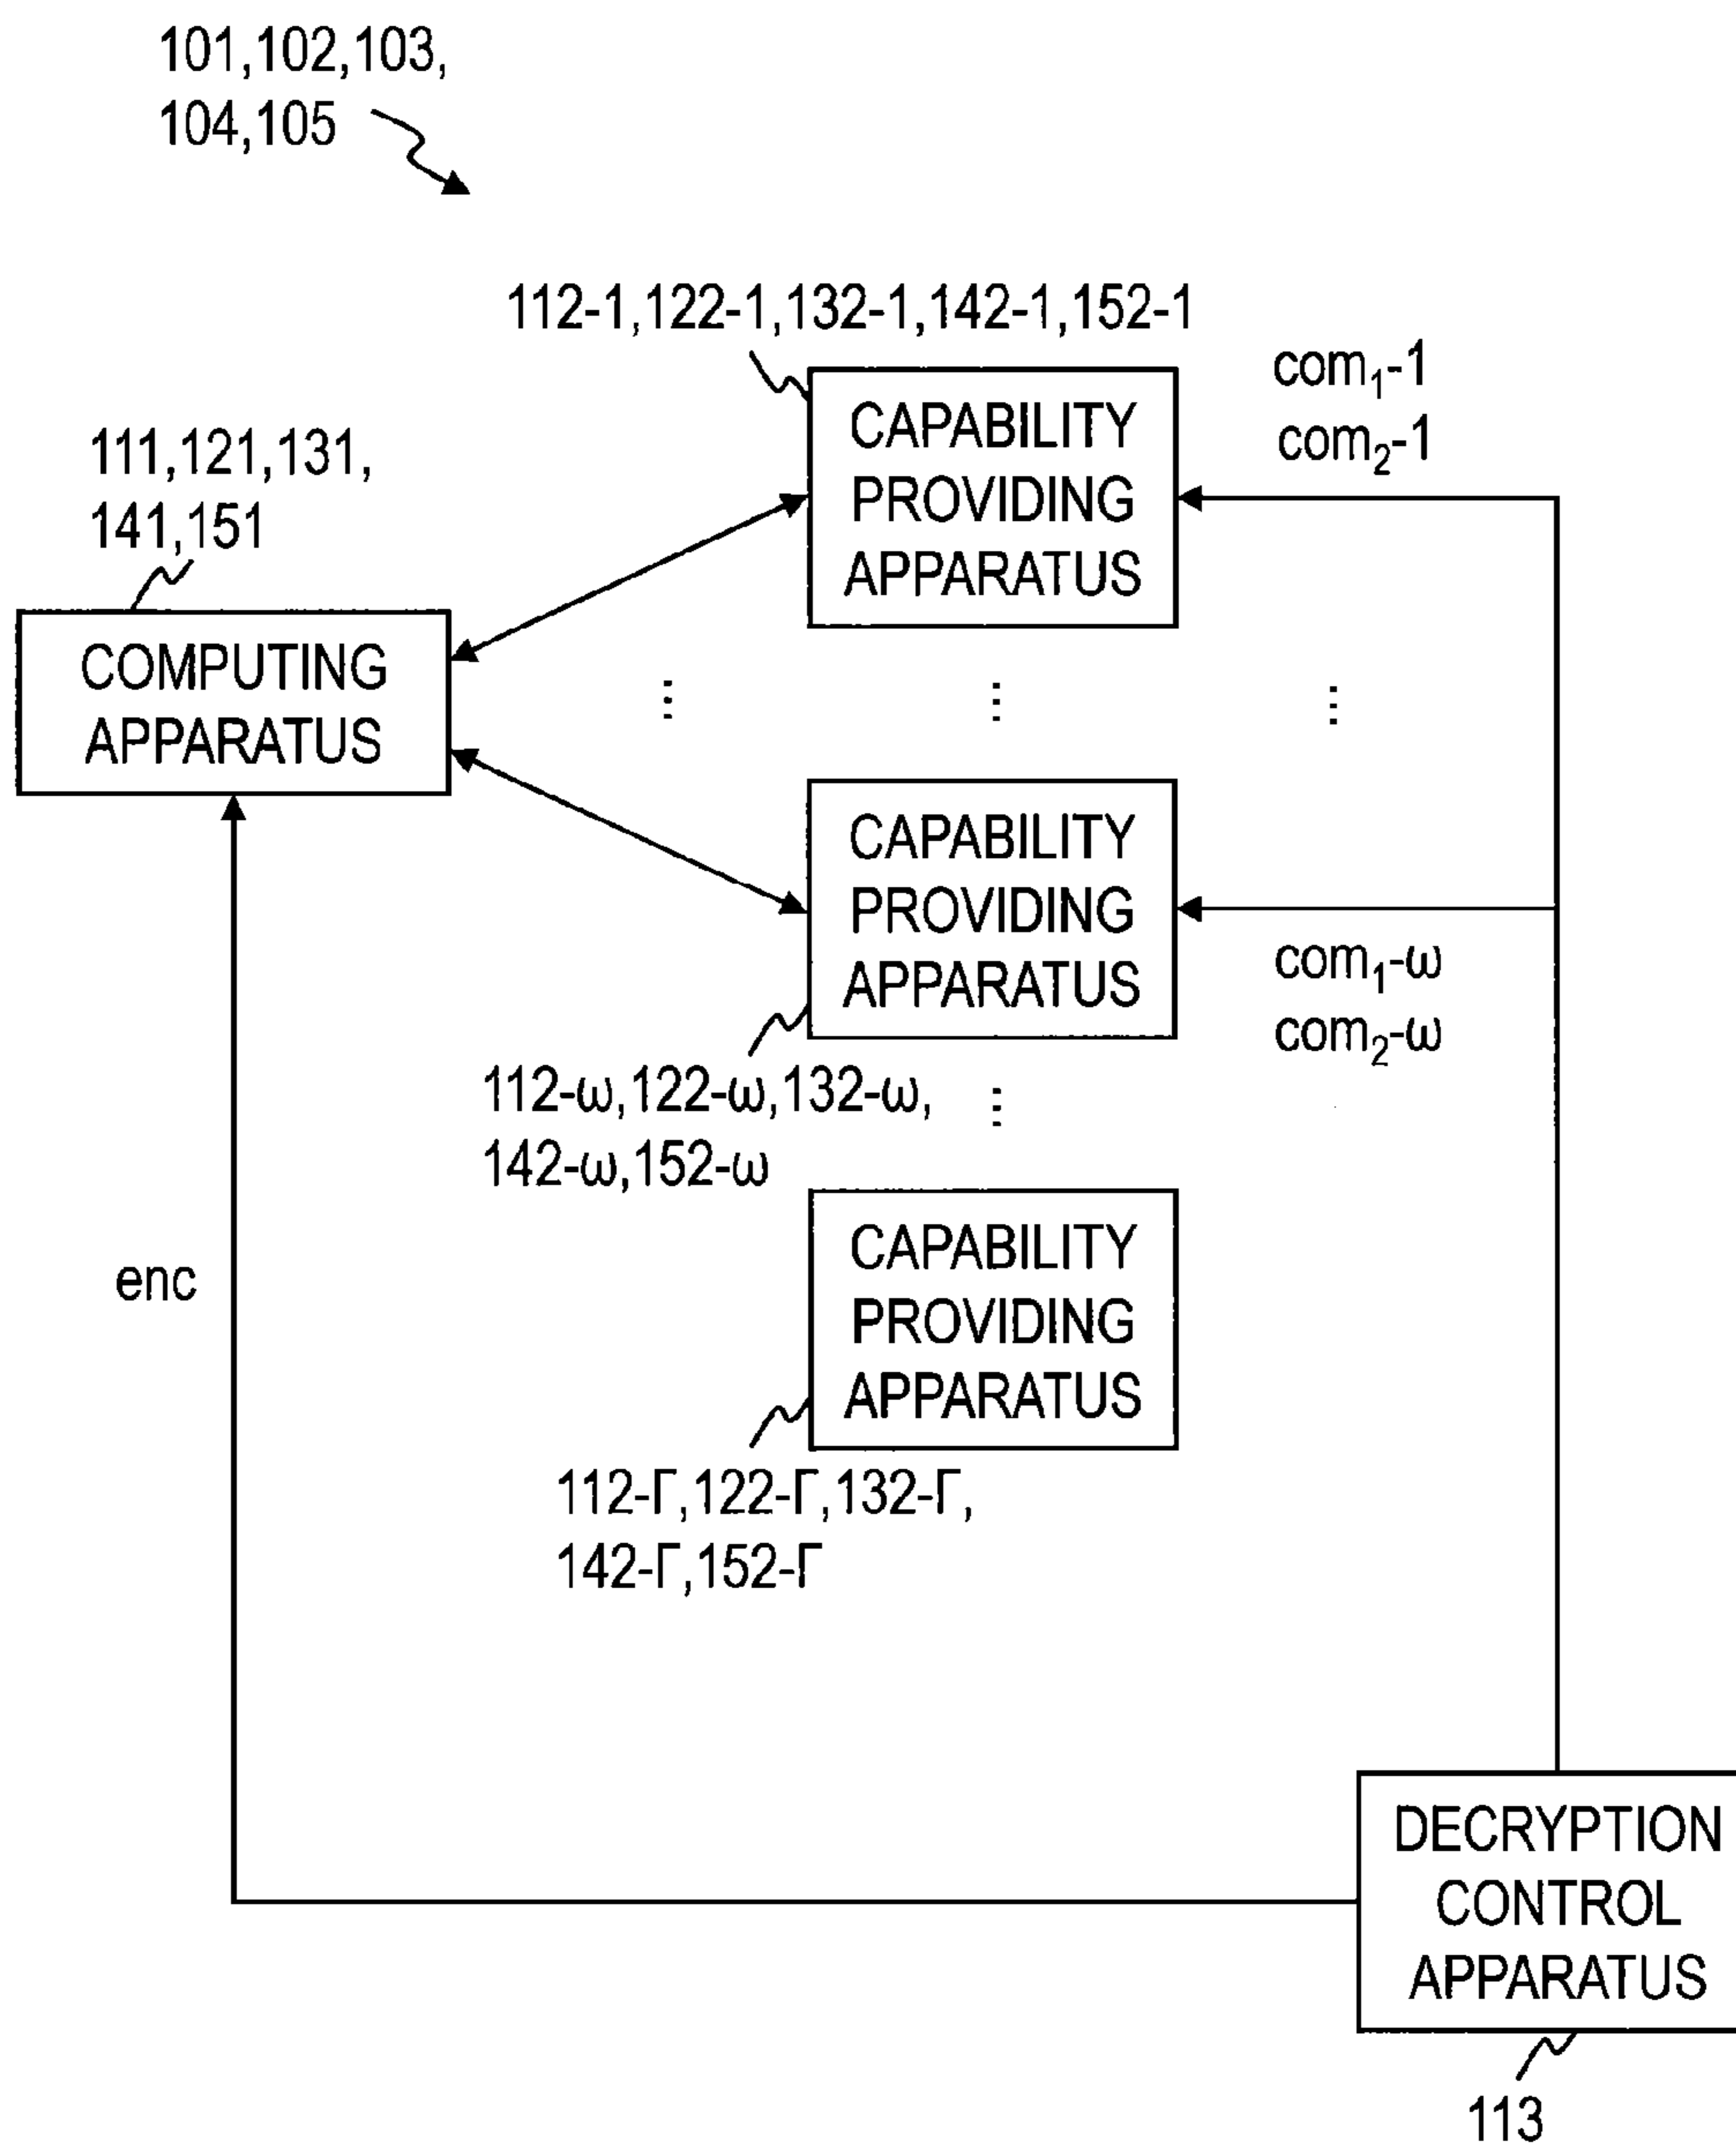 101,102,103,
104,105
112-1,122-1,132-1,142-1,152-1
com₁-1
com₂-1
CAPABILITY
PROVIDING
APPARATUS
111,121,131,
141,151
COMPUTING
APPARATUS
CAPABILITY
PROVIDING
APPARATUS
com₁-ω
com₂-ω
112-ω,122-ω,132-ω,
142-ω,152-ω
CAPABILITY
PROVIDING
APPARATUS
enc
112-Γ,122-Γ,132-Γ,
142-Γ,152-Γ
DECRYPTION
CONTROL
APPARATUS
113